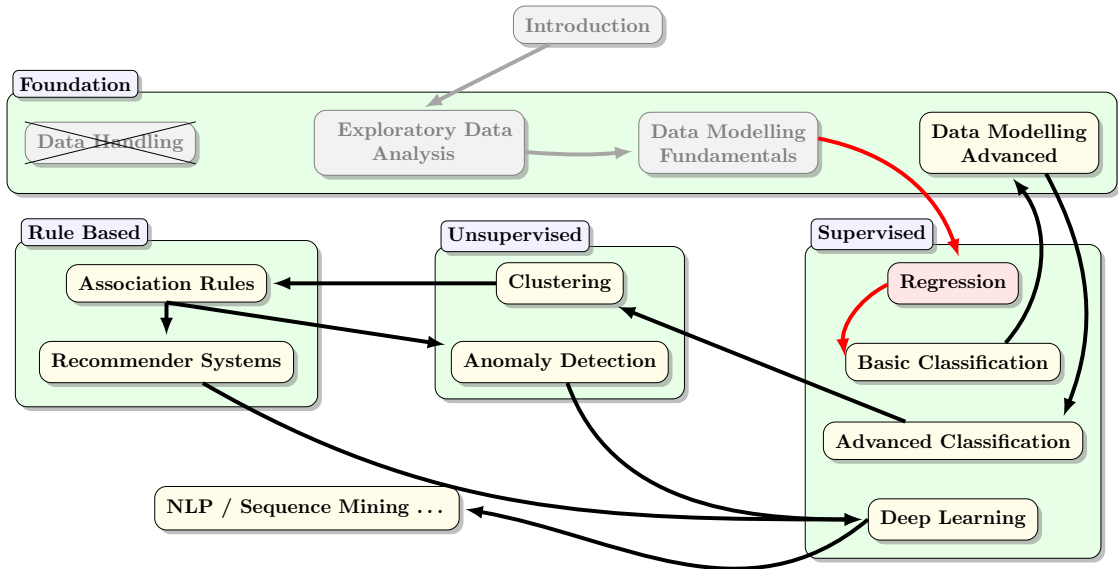 Introduction
Foundation
Data Handling
Exploratory Data
Analysis
Data Modelling
Fundamentals
Data Modelling
Advanced
Rule Based
Association Rules
Recommender Systems
Unsupervised
Clustering
Anomaly Detection
Supervised
Regression
Basic Classification
Advanced Classification
Deep Learning
NLP / Sequence Mining ...